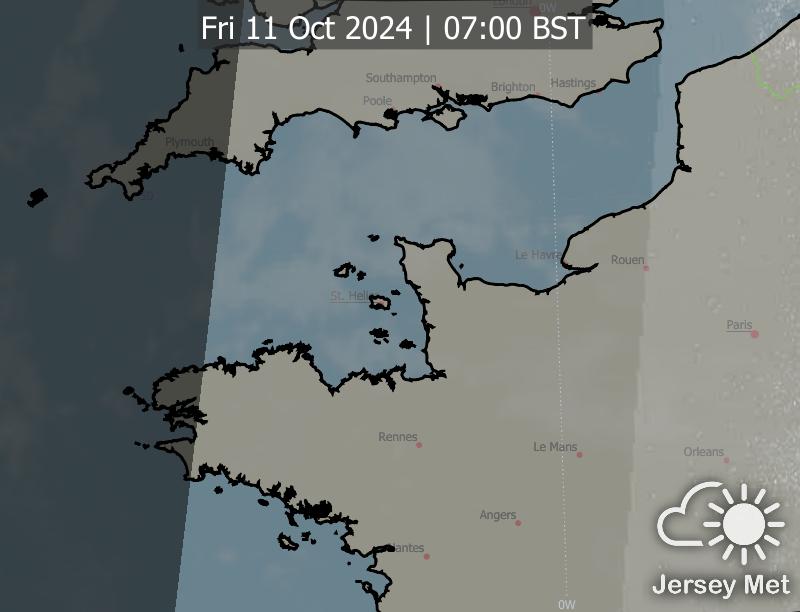 London
0W
Fri 11 Oct 2024 | 07:00 BST
Southampton
Brighton
Hastings
Poole
Plymouth
Le Havre
Rouen
St. Helier
Paris
Rennes
Le Mans
Orleans
Angers
Nantes
0W
Jersey Met